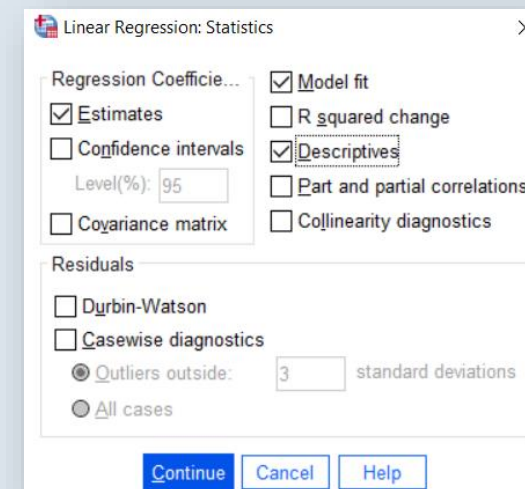 Linear Regression: Statistics
Regression Coefficie...
Estimates
Confidence intervals
Level(%): 95
Covariance matrix
Model fit
R squared change
Descriptives
Part and partial correlations
Collinearity diagnostics
Residuals
Durbin-Watson
Casewise diagnostics
Outliers outside: 3 standard deviations
All cases
Continue Cancel Help